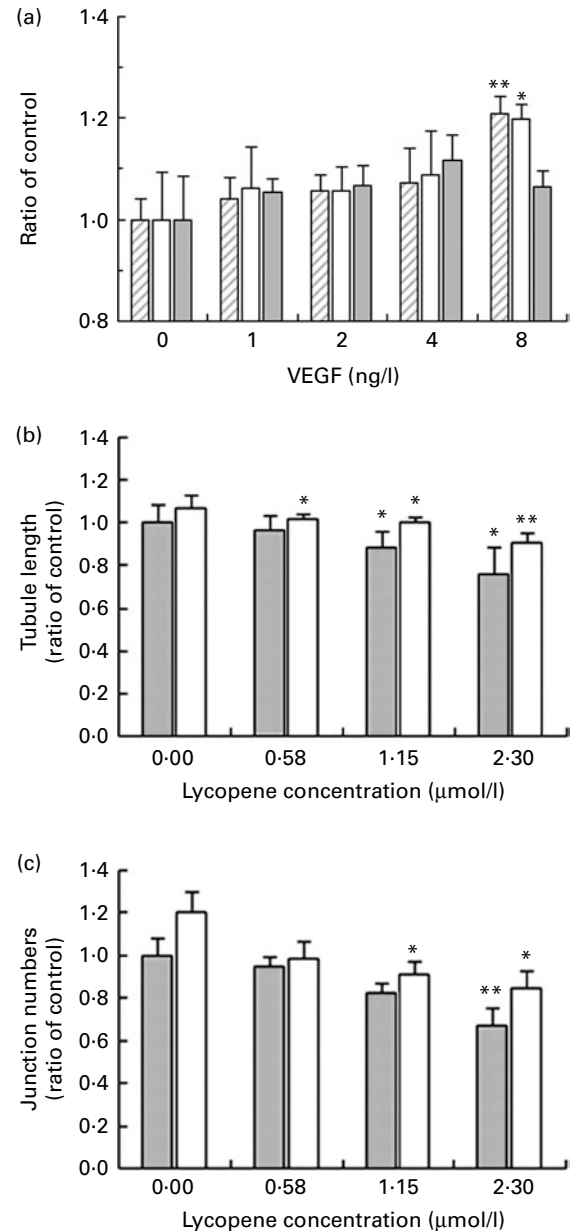 (a)
1·4
1·2
1·0
0·8
Ratio of control
** *
0 1 2 4 8
VEGF (ng/l)
(b)
1·4
1·2
1·0
0·8
0·6
0·4
0·2
0·0
Tubule length
(ratio of control)
* * * * **
0·00 0·58 1·15 2·30
Lycopene concentration (μmol/l)
(c)
1·4
1·2
1·0
0·8
0·6
0·4
0·2
0·0
Junction numbers
(ratio of control)
* ** *
0·00 0·58 1·15 2·30
Lycopene concentration (μmol/l)